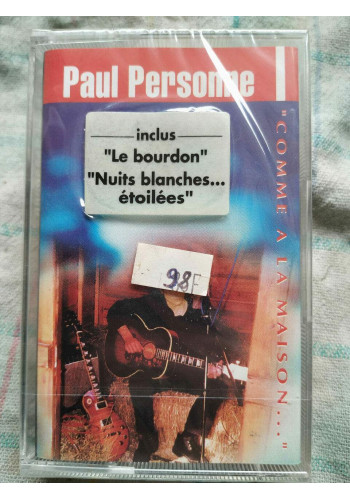 Paul Personne
inclus
"Le bourdon"
"Nuits blanches...
étoilées"
"COMME A LA MAISON..."
98F